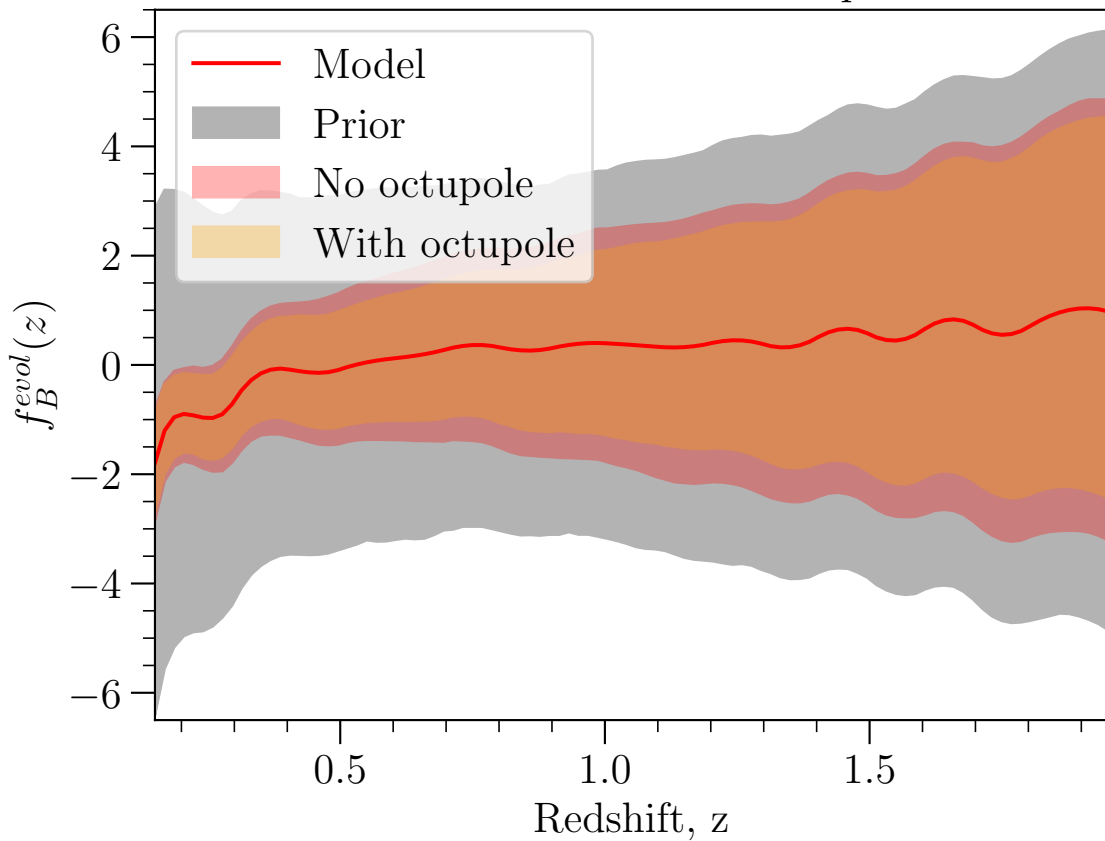 6
4
2
0
−2
−4
−6
f_B^{evol}(z)
Model
Prior
No octupole
With octupole
0.5 1.0 1.5
Redshift, z